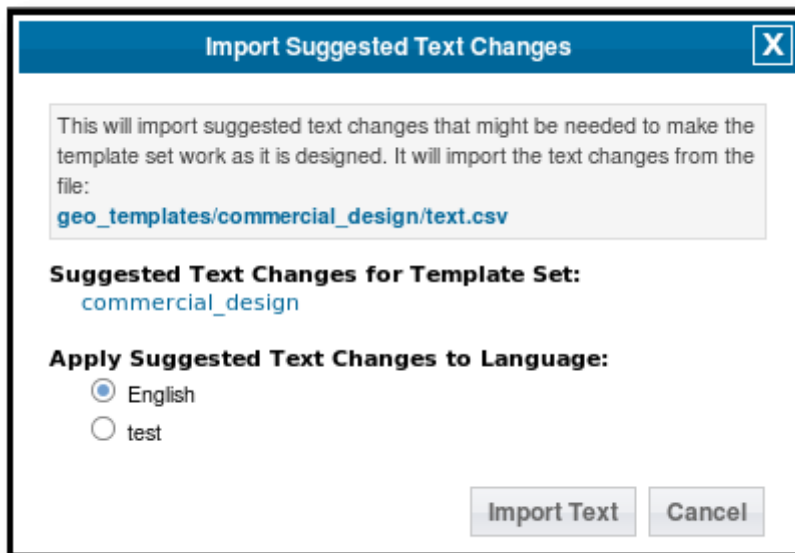 Import Suggested Text Changes
X
This will import suggested text changes that might be needed to make the
template set work as it is designed. It will import the text changes from the
file:
geo_templates/commercial_design/text.csv
Suggested Text Changes for Template Set:
commercial_design
Apply Suggested Text Changes to Language:
English
test
Import Text
Cancel